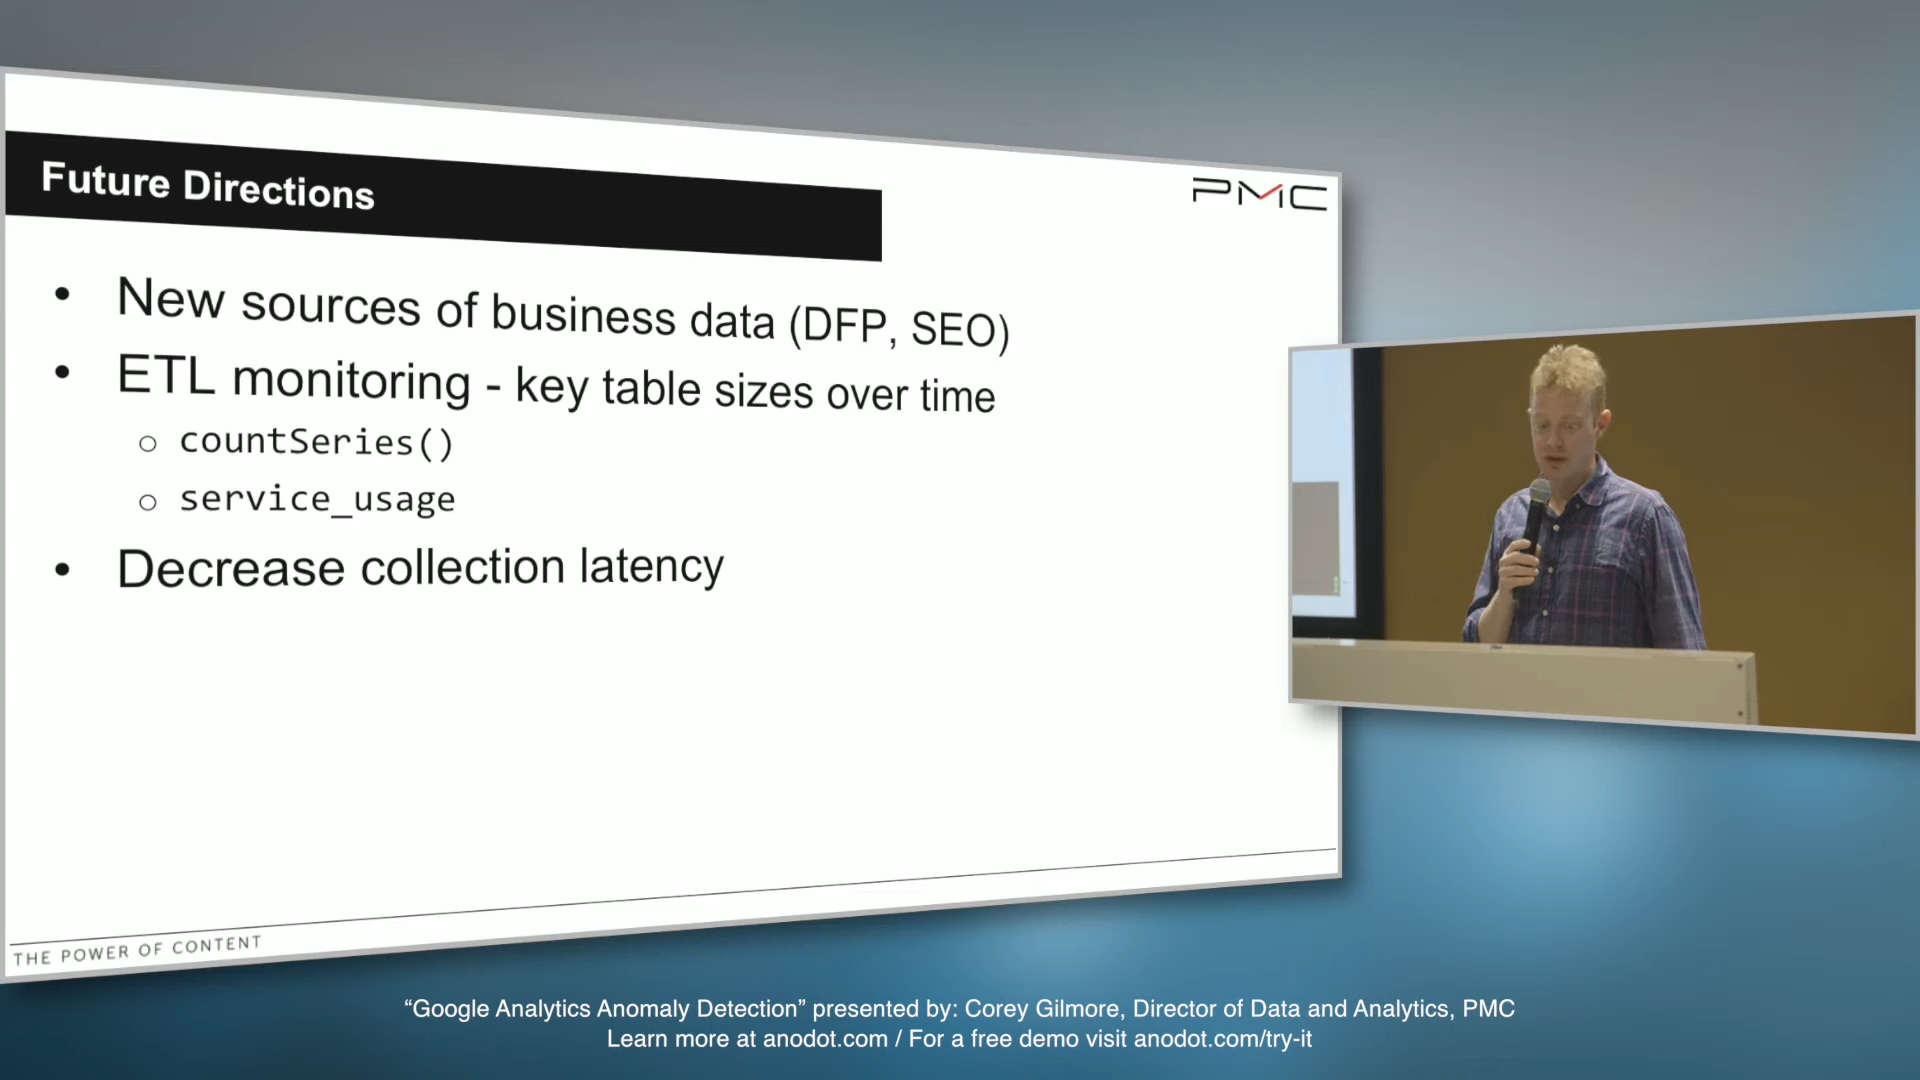 Future Directions
PMC
• New sources of business data (DFP, SEO)
• ETL monitoring - key table sizes over time
○ countSeries()
○ service_usage
• Decrease collection latency
THE POWER OF CONTENT
“Google Analytics Anomaly Detection” presented by: Corey Gilmore, Director of Data and Analytics, PMC
Learn more at anodot.com / For a free demo visit anodot.com/try-it